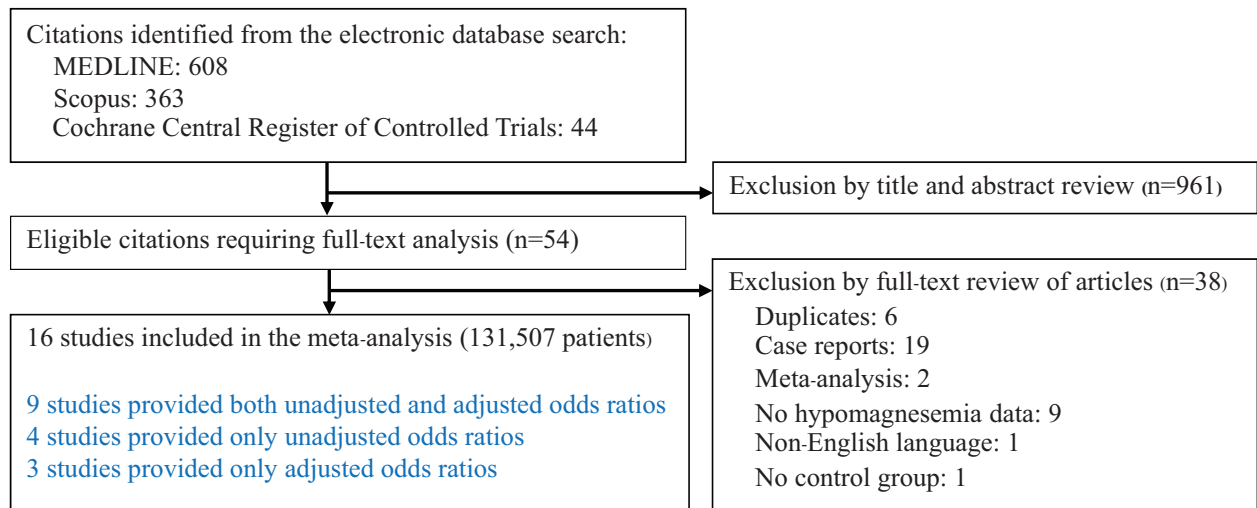 Citations identified from the electronic database search:
MEDLINE: 608
Scopus: 363
Cochrane Central Register of Controlled Trials: 44
Exclusion by title and abstract review (n=961)
Eligible citations requiring full-text analysis (n=54)
Exclusion by full-text review of articles (n=38)
Duplicates: 6
Case reports: 19
Meta-analysis: 2
No hypomagnesemia data: 9
Non-English language: 1
No control group: 1
16 studies included in the meta-analysis (131,507 patients)
9 studies provided both unadjusted and adjusted odds ratios
4 studies provided only unadjusted odds ratios
3 studies provided only adjusted odds ratios